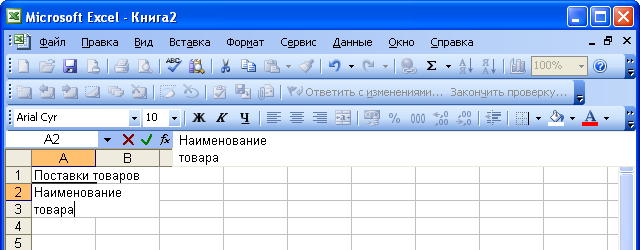 Microsoft Excel - Книга2
Файл Правка Вид Вставка Формат Сервис Данные Окно Справка
Σ 100%
Ответить с изменениями... Закончить проверку...
Arial Cyr 10 Ж К Ч % 000
A2 fx Наименование
товара
A B
1 Поставки товаров
2 Наименование
3 товара
4
5